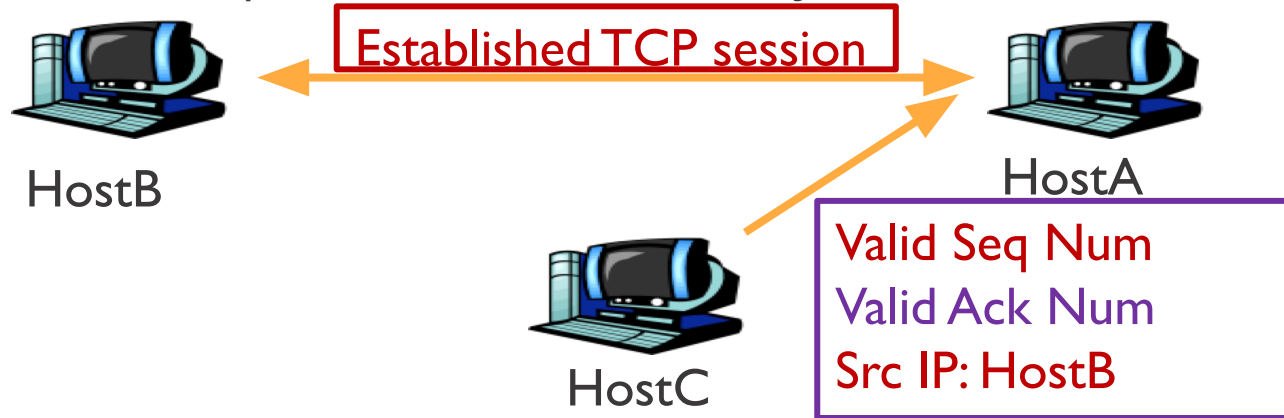 Established TCP session
HostB
HostA
Valid Seq Num
Valid Ack Num
Src IP: HostB
HostC